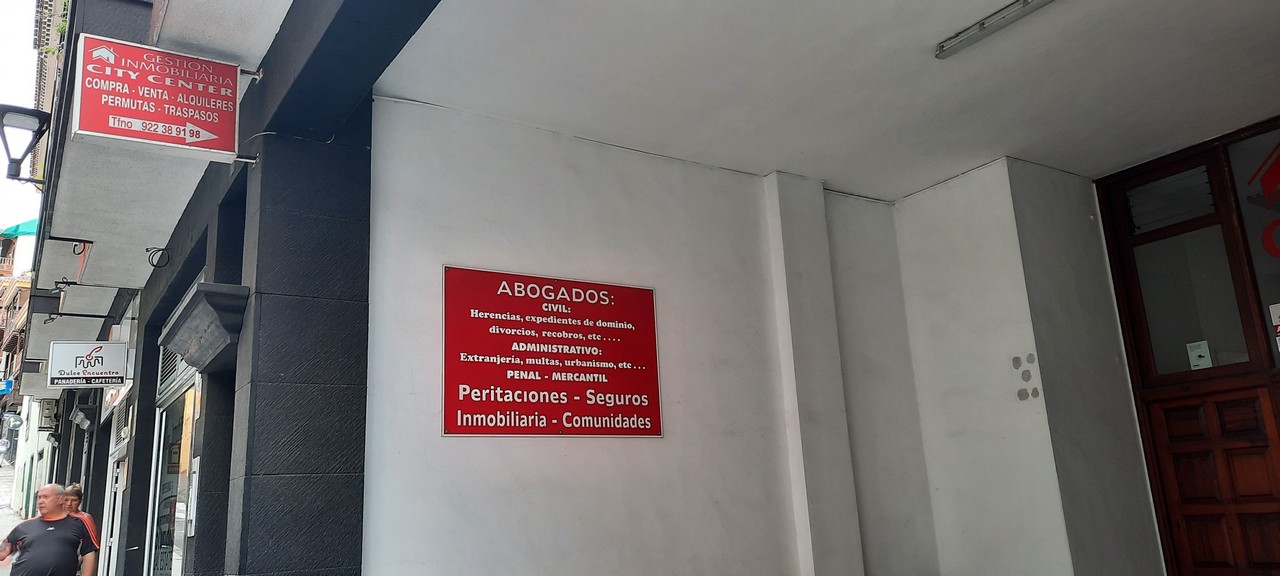 GESTION
INMOBILIARIA
CITY CENTER
COMPRA - VENTA - ALQUILERES
PERMUTAS - TRASPASOS
Tfno 922 38 91 98
Dulce Encuentro
PANADERÍA - CAFETERÍA
ABOGADOS:
CIVIL:
Herencias, expedientes de dominio,
divorcios, recobros, etc . . . .
ADMINISTRATIVO:
Extranjería, multas, urbanismo, etc . . .
PENAL - MERCANTIL
Peritaciones - Seguros
Inmobiliaria - Comunidades